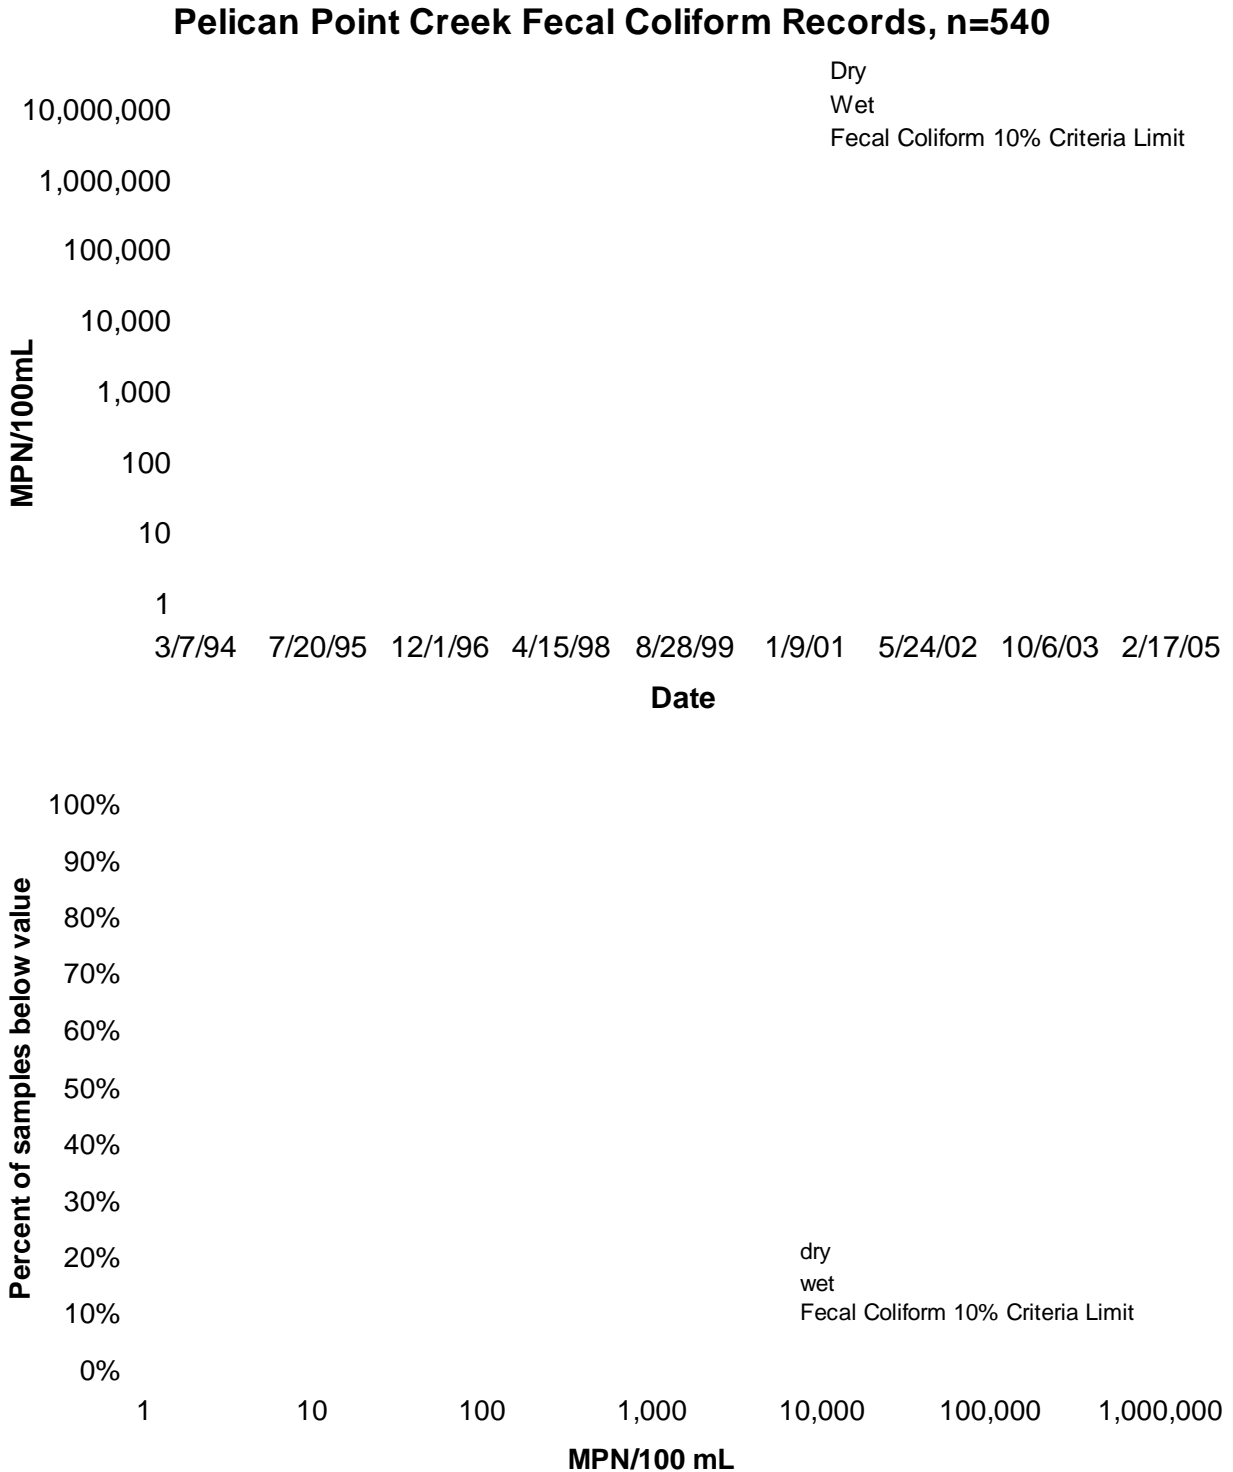 Pelican Point Creek Fecal Coliform Records, n=540
Dry
Wet
Fecal Coliform 10% Criteria Limit
10,000,000
1,000,000
100,000
10,000
1,000
100
10
1
MPN/100mL
3/7/94 7/20/95 12/1/96 4/15/98 8/28/99 1/9/01 5/24/02 10/6/03 2/17/05
Date
100%
90%
80%
70%
60%
50%
40%
30%
20%
10%
0%
Percent of samples below value
dry
wet
Fecal Coliform 10% Criteria Limit
1 10 100 1,000 10,000 100,000 1,000,000
MPN/100 mL